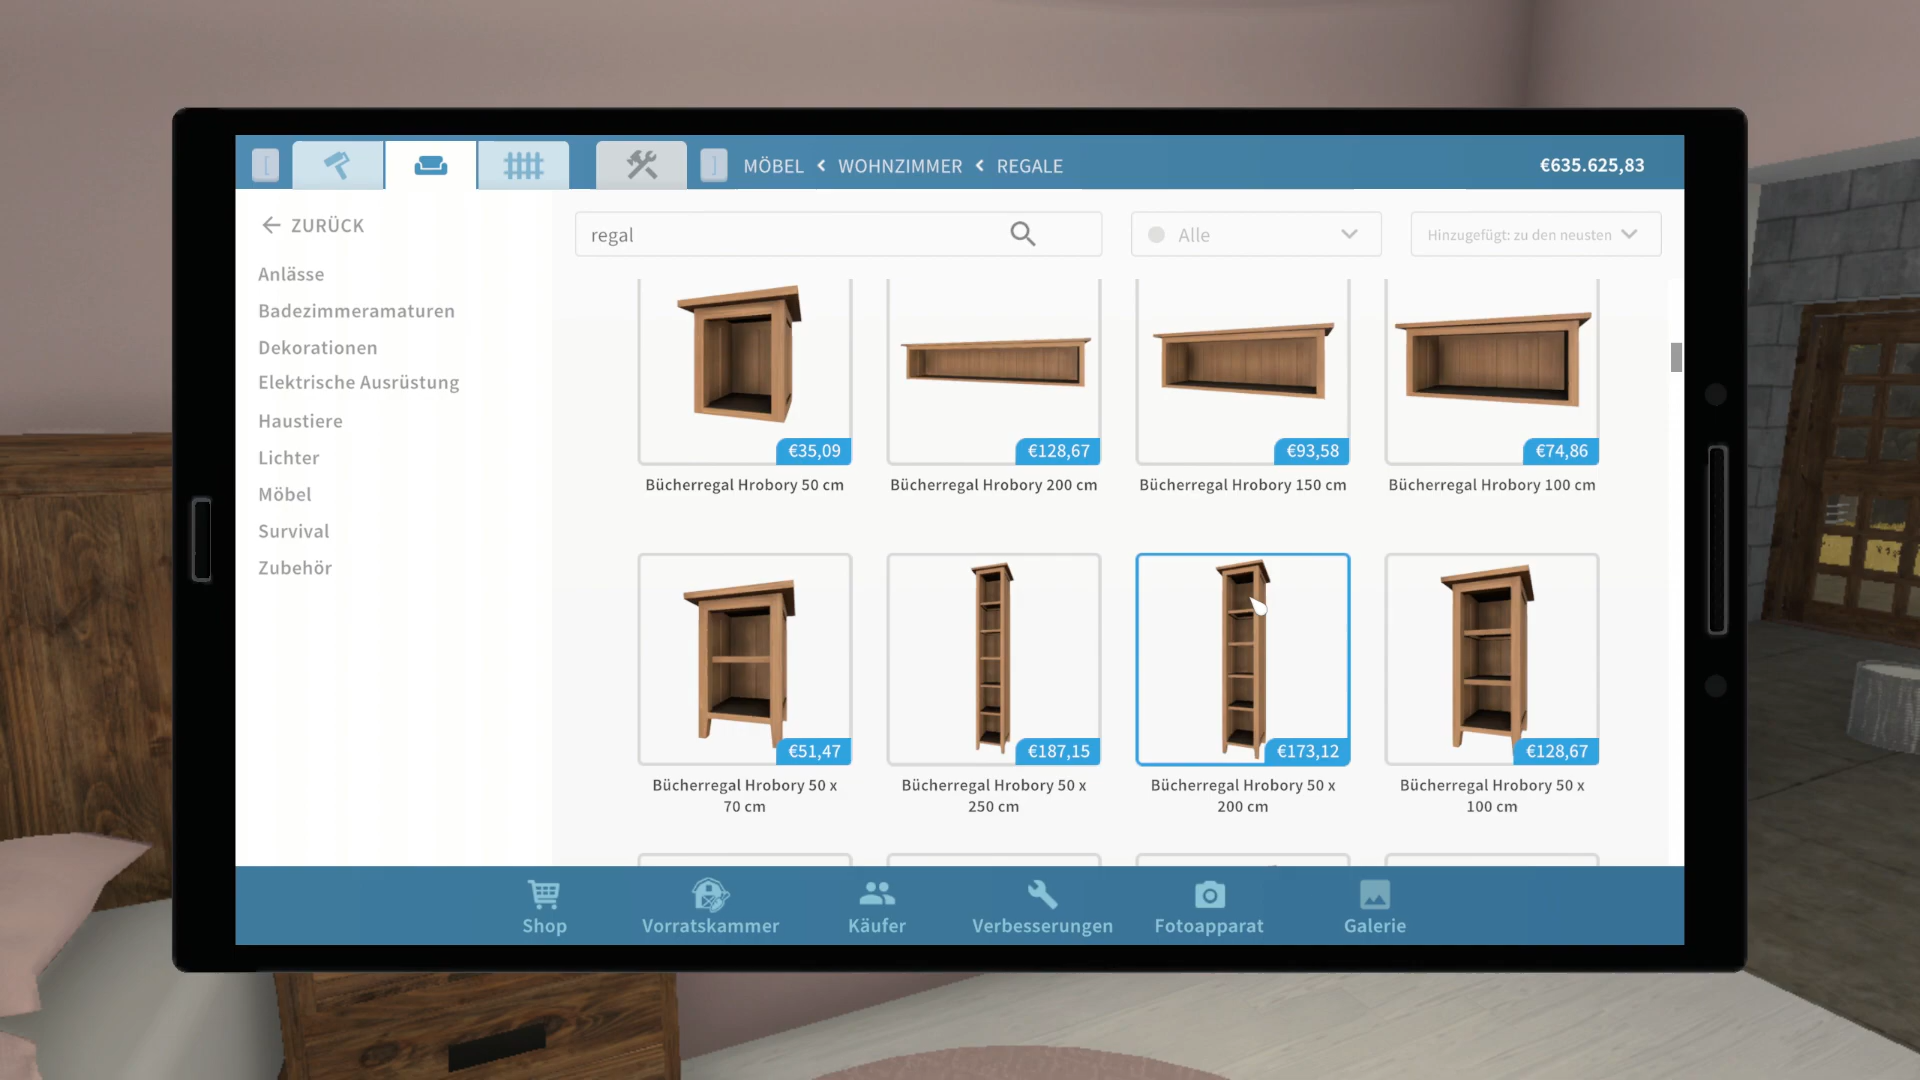 [
]
MÖBEL < WOHNZIMMER < REGALE
€635.625,83
← ZURÜCK
regal
Alle
Hinzugefügt: zu den neusten
Anlässe
Badezimmeramaturen
Dekorationen
Elektrische Ausrüstung
Haustiere
Lichter
Möbel
Survival
Zubehör
€35,09
€128,67
€93,58
€74,86
Bücherregal Hrobory 50 cm
Bücherregal Hrobory 200 cm
Bücherregal Hrobory 150 cm
Bücherregal Hrobory 100 cm
€51,47
€187,15
€173,12
€128,67
Bücherregal Hrobory 50 x
70 cm
Bücherregal Hrobory 50 x
250 cm
Bücherregal Hrobory 50 x
200 cm
Bücherregal Hrobory 50 x
100 cm
Shop
Vorratskammer
Käufer
Verbesserungen
Fotoapparat
Galerie